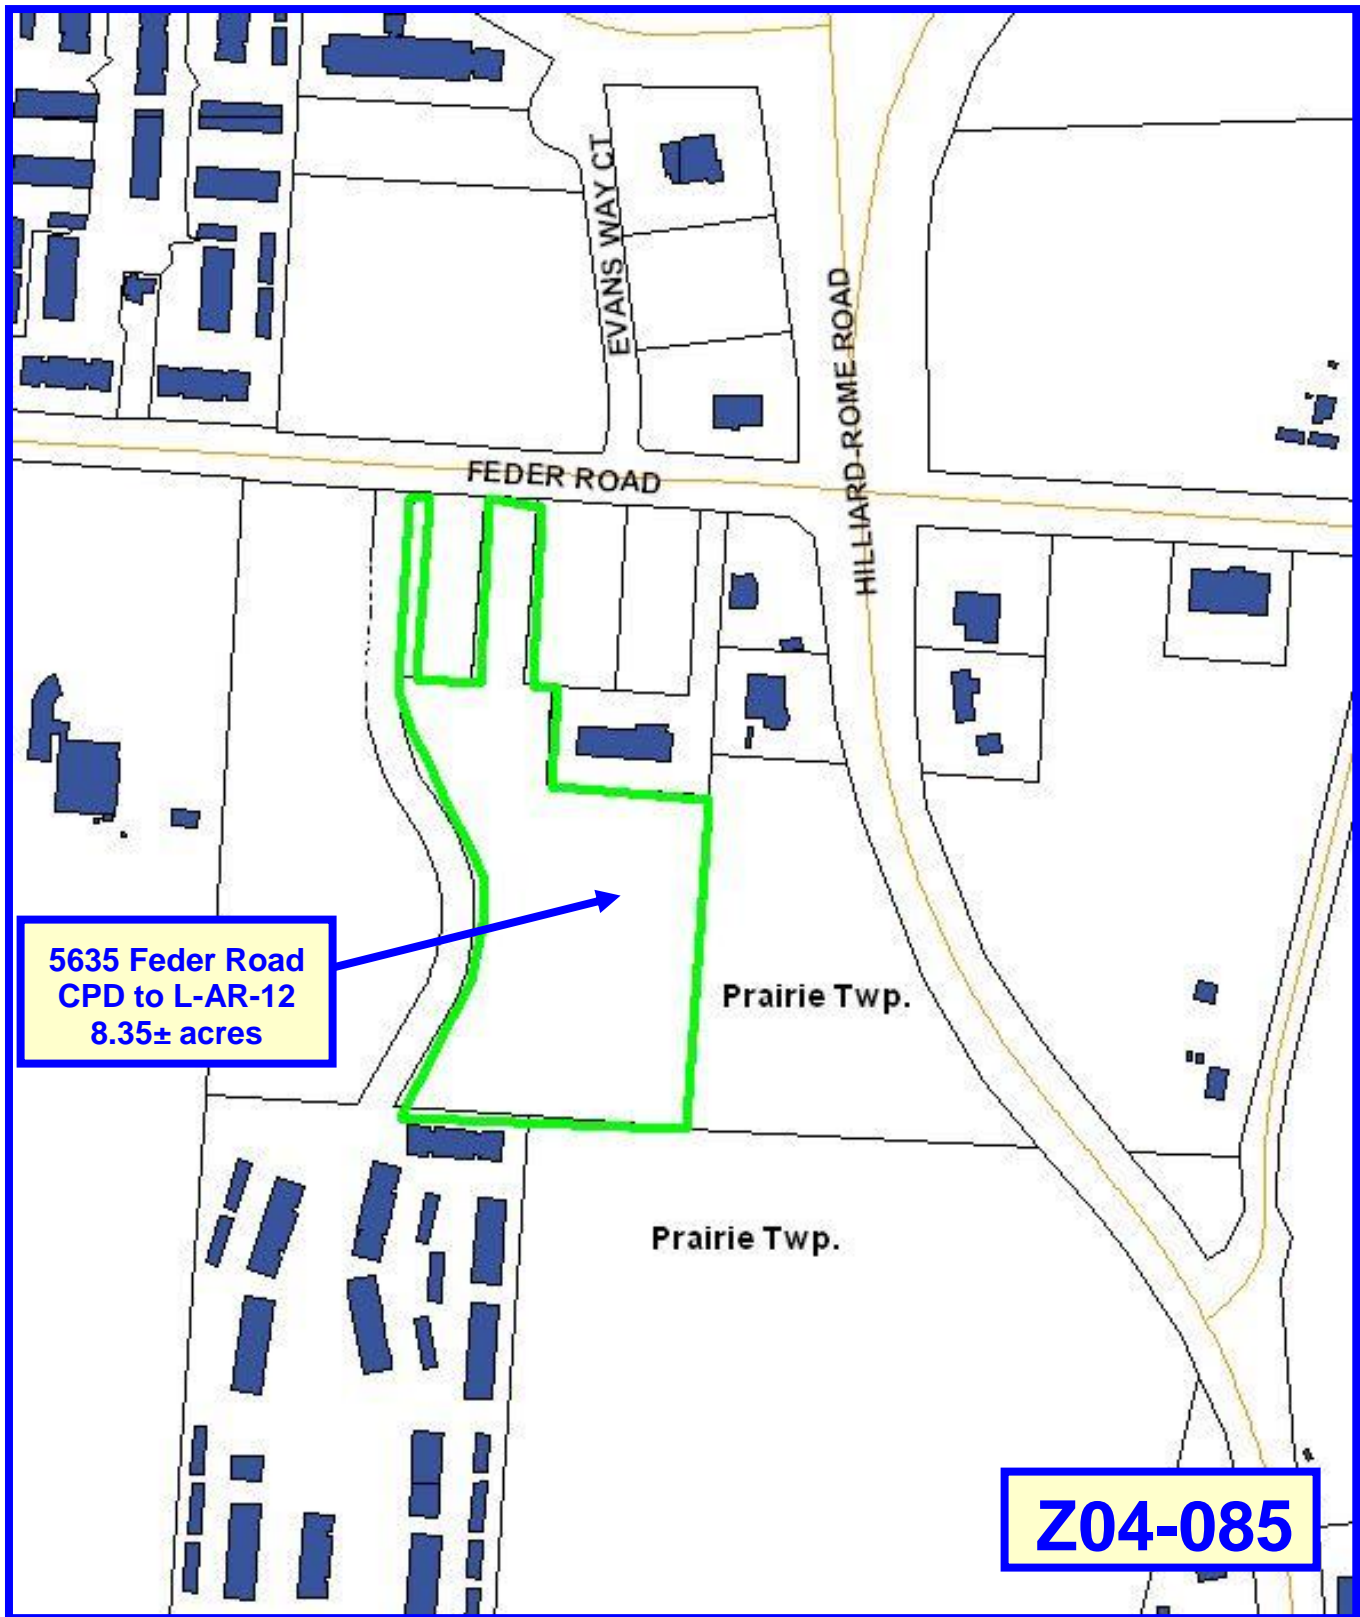 EVANS WAY CT
HILLIARD-ROME ROAD
FEDER ROAD
5635 Feder Road
CPD to L-AR-12
8.35± acres
Prairie Twp.
Prairie Twp.
Z04-085